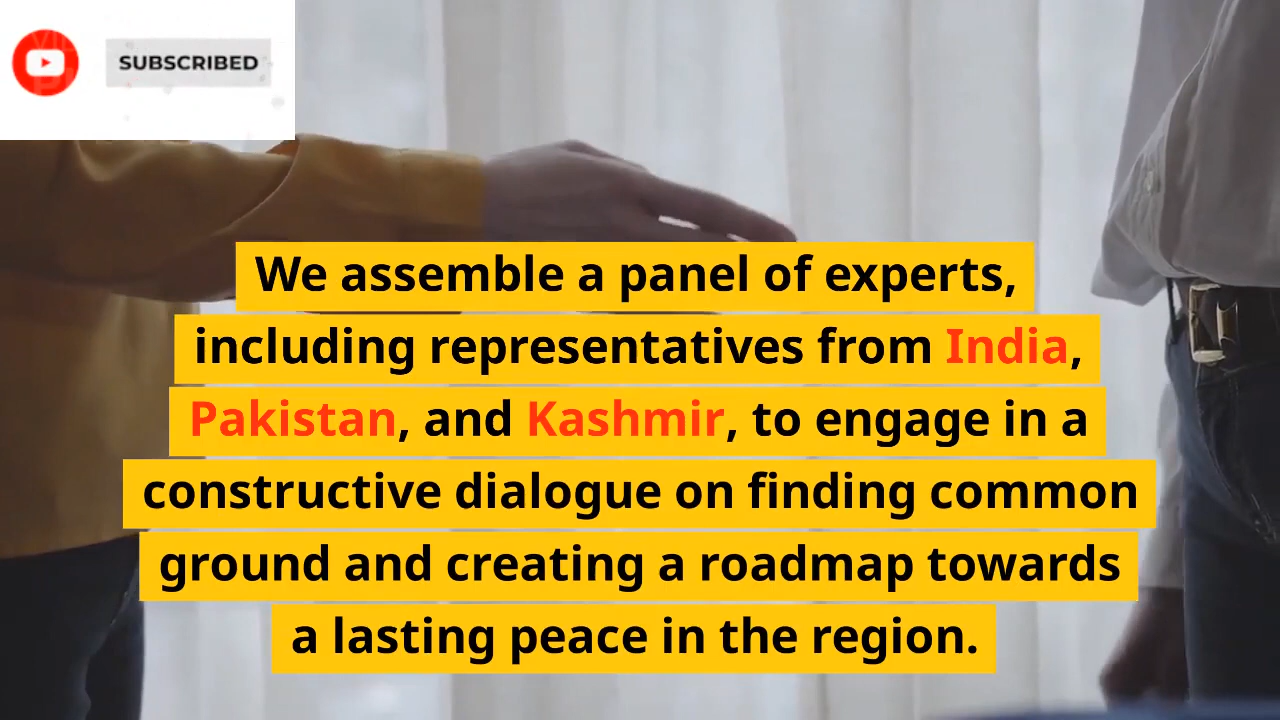 SUBSCRIBED
We assemble a panel of experts,
including representatives from India,
Pakistan, and Kashmir, to engage in a
constructive dialogue on finding common
ground and creating a roadmap towards
a lasting peace in the region.